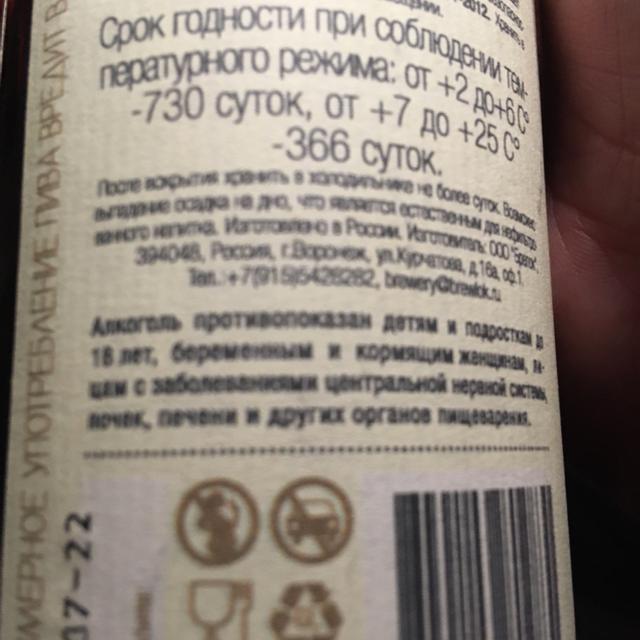 2012.
Срок годности при соблюдении тем-
пературного режима: от +2 до+6 С°
-730 суток, от +7 до +25 С°
-366 суток.
После вскрытия хранить в холодильнике не более суток. Возможно
выпадение осадка на дно, что является естественным для
напитка. Изготовлено в России. Изготовитель: ООО
394048, Россия, г.Воронеж, ул.Курчатова, д.16а, оф.1
Тел.:+7(915)5428282,
Алкоголь противопоказан детям и подросткам до
18 лет, беременным и кормящим женщинам, ли-
цам с заболеваниями центральной нервной системы,
почек, печени и других органов пищеварения.
МЕРНОЕ УПОТРЕБЛЕНИЕ ПИВА ВРЕДИТ В
07-22